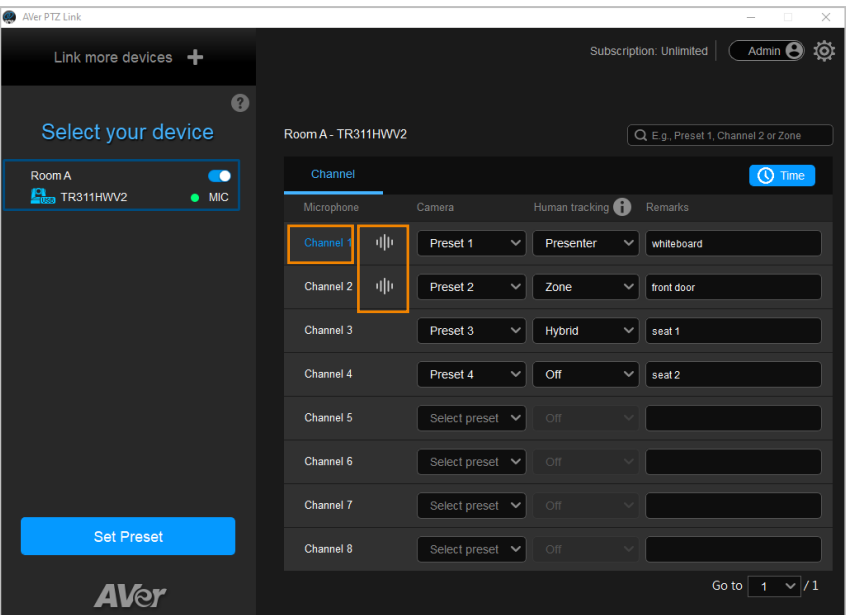 AVer PTZ Link
Link more devices
Subscription: Unlimited
Admin
?
Select your device
Room A
USB TR311HWV2
MIC
Set Preset
AVer
Room A - TR311HWV2
E.g., Preset 1, Channel 2 or Zone
Channel
Time
Microphone Camera Human tracking i Remarks
Channel 1 Preset 1 Presenter whiteboard
Channel 2 Preset 2 Zone front door
Channel 3 Preset 3 Hybrid seat 1
Channel 4 Preset 4 Off seat 2
Channel 5 Select preset Off
Channel 6 Select preset Off
Channel 7 Select preset Off
Channel 8 Select preset Off
Go to 1 / 1